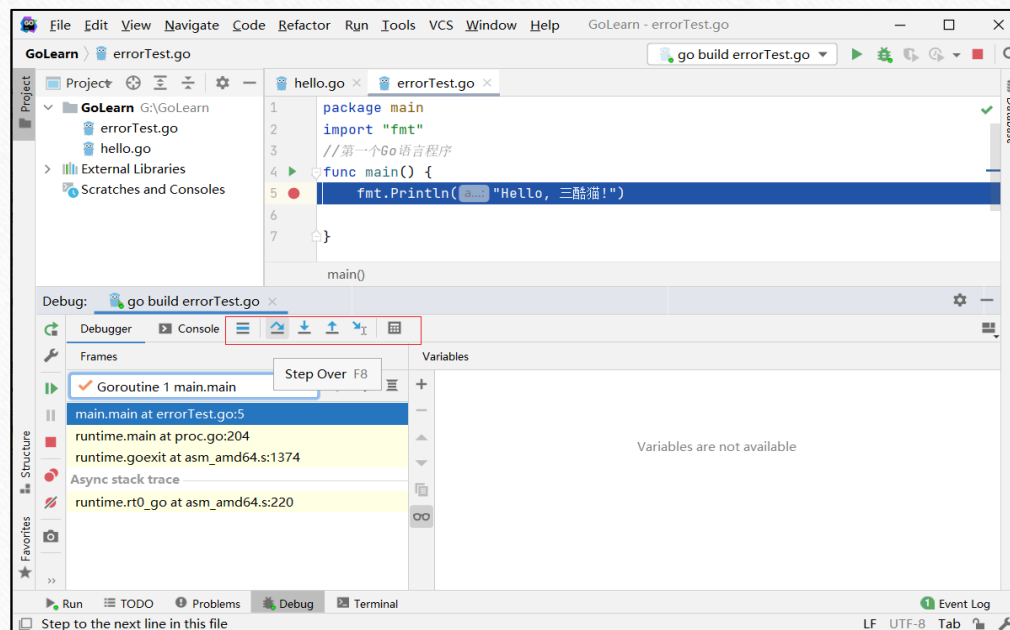 File Edit View Navigate Code Refactor Run Tools VCS Window Help GoLearn - errorTest.go
GoLearn errorTest.go go build errorTest.go
Project
Project
hello.go errorTest.go
GoLearn G:\GoLearn
errorTest.go
hello.go
External Libraries
Scratches and Consoles
1 package main
2 import "fmt"
3 //第一个Go语言程序
4 func main() {
5 fmt.Println( a...: "Hello, 三酷猫!")
6
7 }
main()
Database
Debug: go build errorTest.go
Debugger Console
Frames
Variables
Step Over F8
Goroutine 1 main.main
main.main at errorTest.go:5
runtime.main at proc.go:204
runtime.goexit at asm_amd64.s:1374
Async stack trace
runtime.rt0_go at asm_amd64.s:220
Variables are not available
Structure
Favorites
Run TODO Problems Debug Terminal 1 Event Log
Step to the next line in this file LF UTF-8 Tab